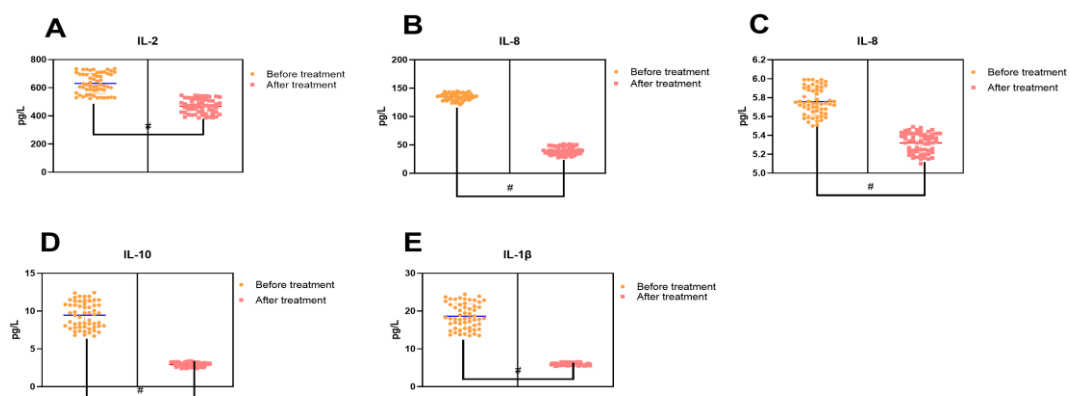 A
IL-2
800
600
400
200
0
pg/L
#
Before treatment
After treatment
B
IL-8
200
150
100
50
0
pg/L
#
Before treatment
After treatment
C
IL-8
6.2
6.0
5.8
5.6
5.4
5.2
5.0
pg/L
#
Before treatment
After treatment
D
IL-10
15
10
5
0
pg/L
#
Before treatment
After treatment
E
IL-1β
30
20
10
0
pg/L
#
Before treatment
After treatment